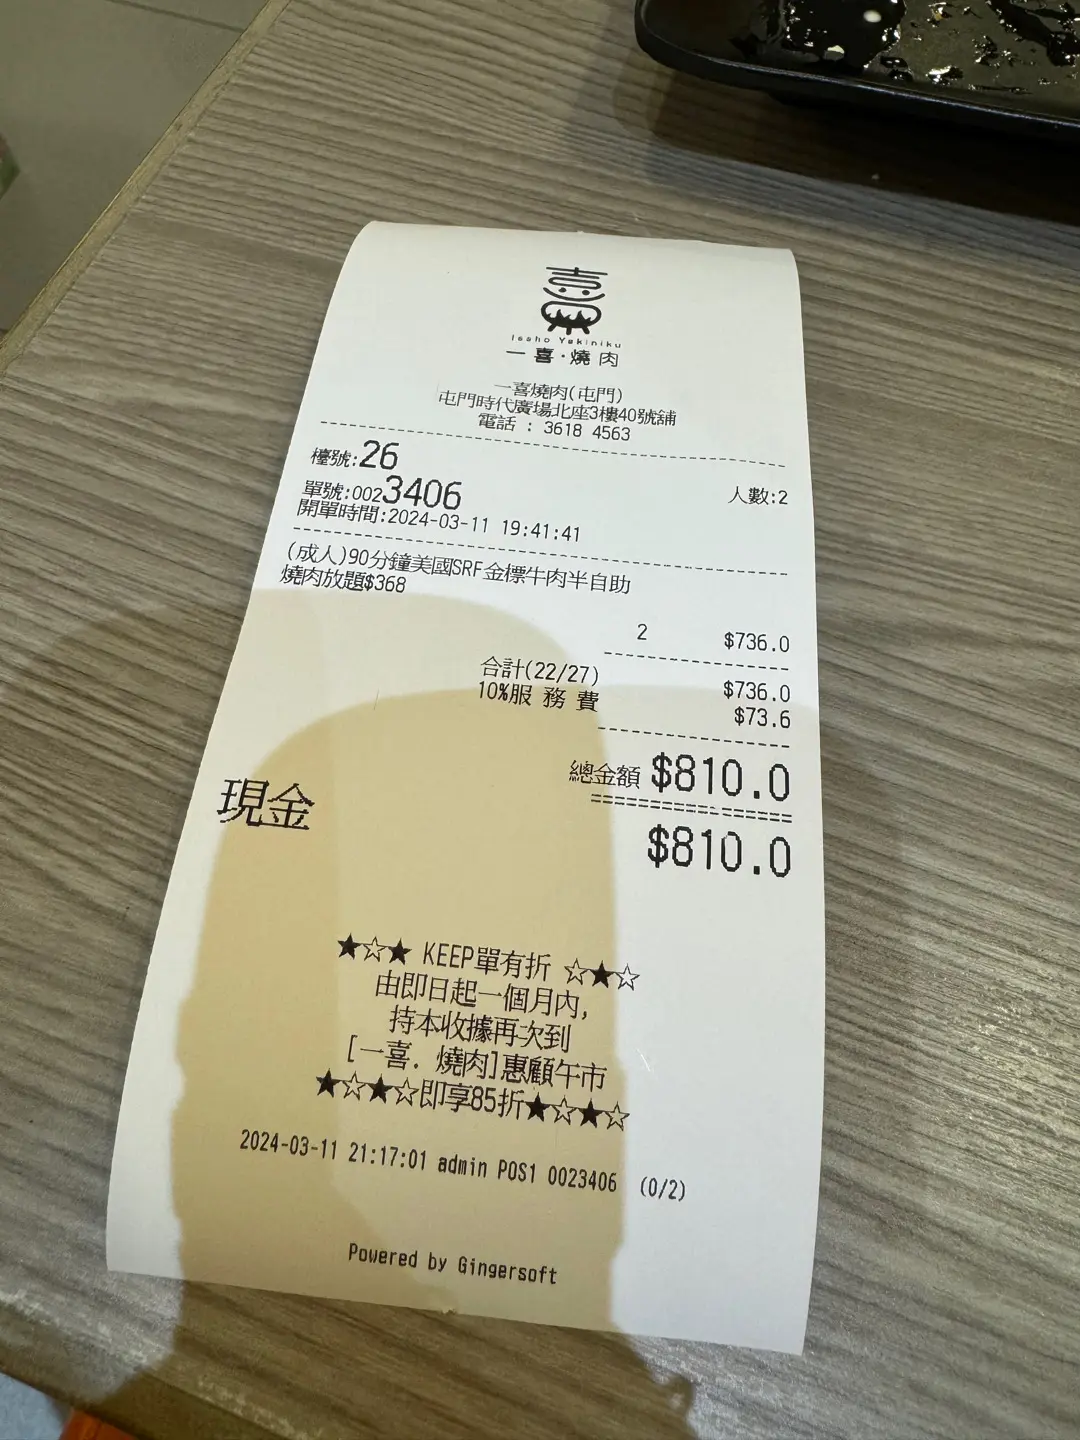 喜
Issho Yakiniku
一喜·燒肉
一喜燒肉(屯門)
屯門時代廣場北座3樓40號舖
電話 : 3618 4563
檯號:26
單號:0023406 人數:2
開單時間:2024-03-11 19:41:41
(成人)90分鐘美國SRF金標牛肉半自助
燒肉放題$368
2 $736.0
合計(22/27) $736.0
10%服 務 費 $73.6
總金額 $810.0
現金 $810.0
★☆★ KEEP單有折 ☆★☆
由即日起一個月內,
持本收據再次到
[一喜. 燒肉]惠顧午市
★☆★☆即享85折★☆★☆
2024-03-11 21:17:01 admin POS1 0023406 (0/2)
Powered by Gingersoft